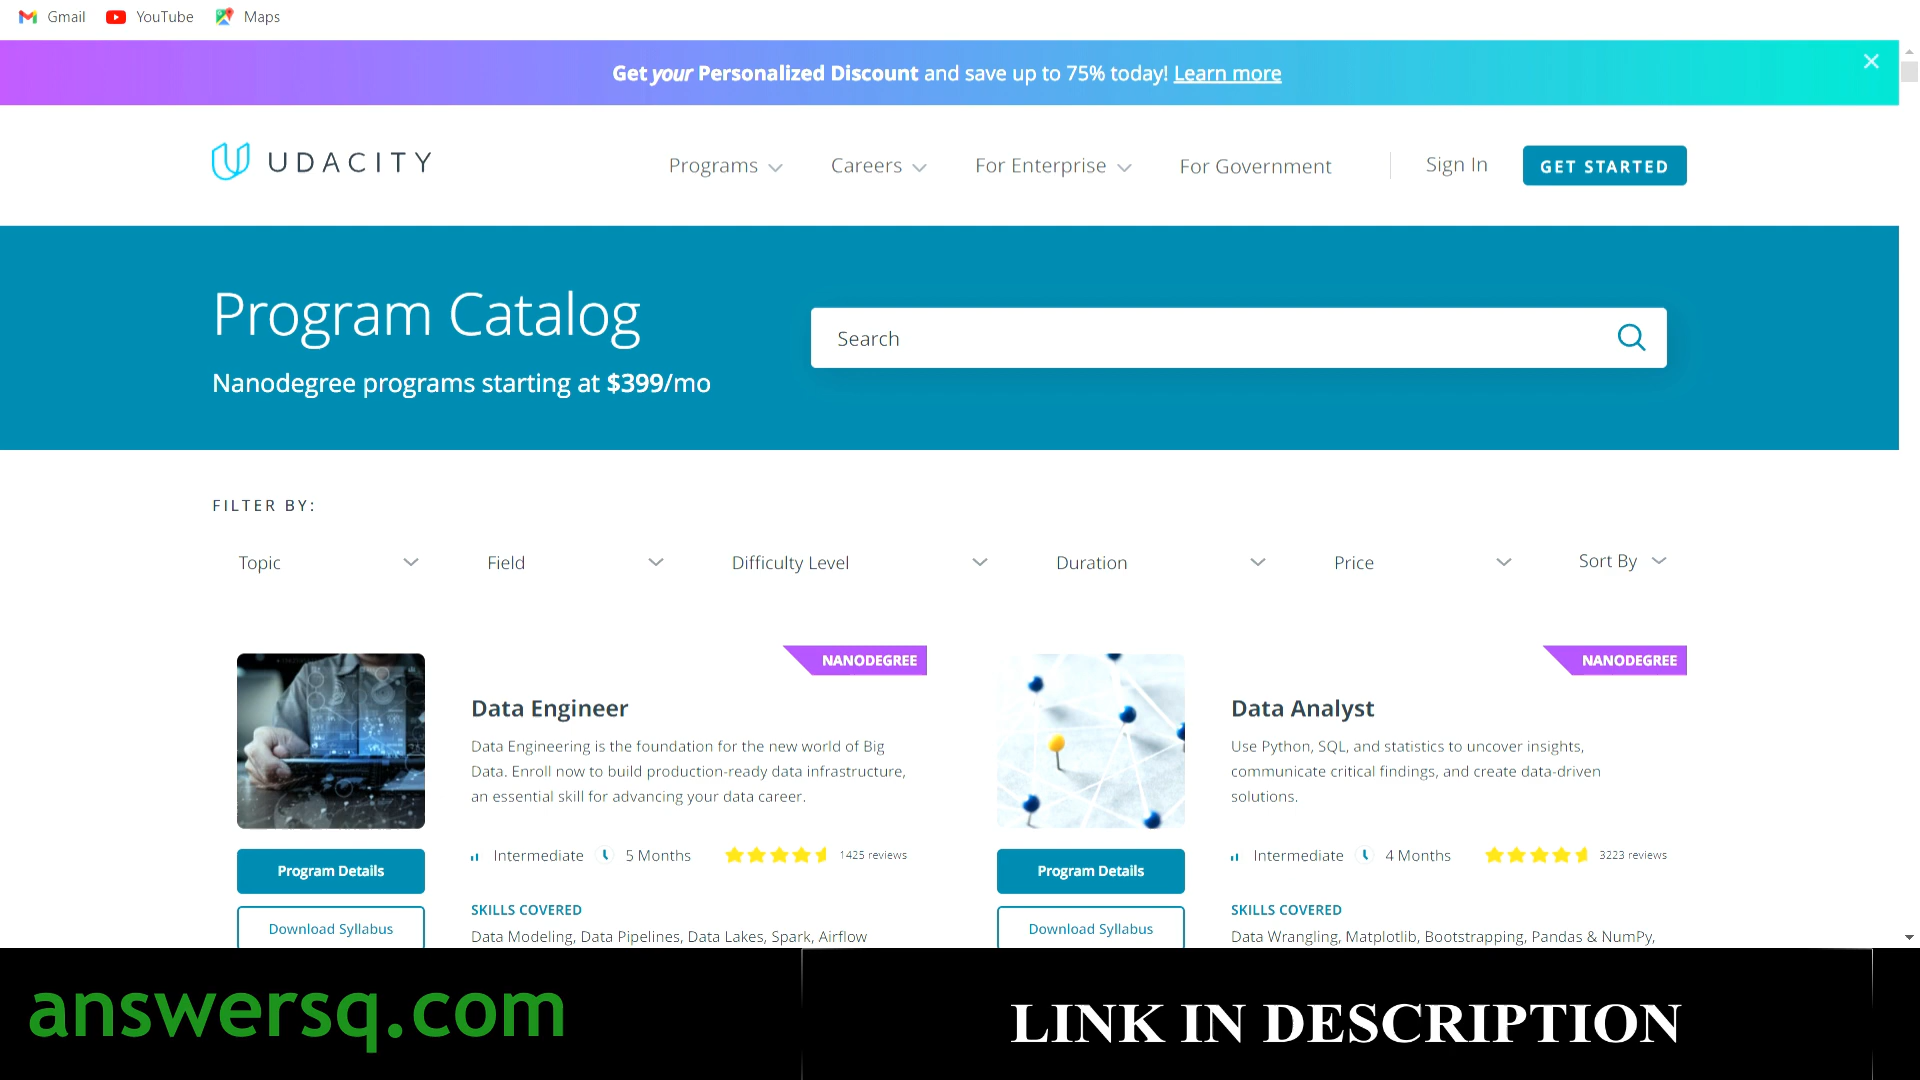 Gmail YouTube Maps
Get your Personalized Discount and save up to 75% today! Learn more
UDACITY
Programs Careers For Enterprise For Government Sign In GET STARTED
Program Catalog
Search
Nanodegree programs starting at $399/mo
FILTER BY:
Topic Field Difficulty Level Duration Price Sort By
NANODEGREE
Data Engineer
Data Engineering is the foundation for the new world of Big
Data. Enroll now to build production-ready data infrastructure,
an essential skill for advancing your data career.
Intermediate 5 Months 1425 reviews
Program Details
SKILLS COVERED
Download Syllabus
Data Modeling, Data Pipelines, Data Lakes, Spark, Airflow
NANODEGREE
Data Analyst
Use Python, SQL, and statistics to uncover insights,
communicate critical findings, and create data-driven
solutions.
Intermediate 4 Months 3223 reviews
Program Details
SKILLS COVERED
Download Syllabus
Data Wrangling, Matplotlib, Bootstrapping, Pandas & NumPy,
answersq.com
LINK IN DESCRIPTION